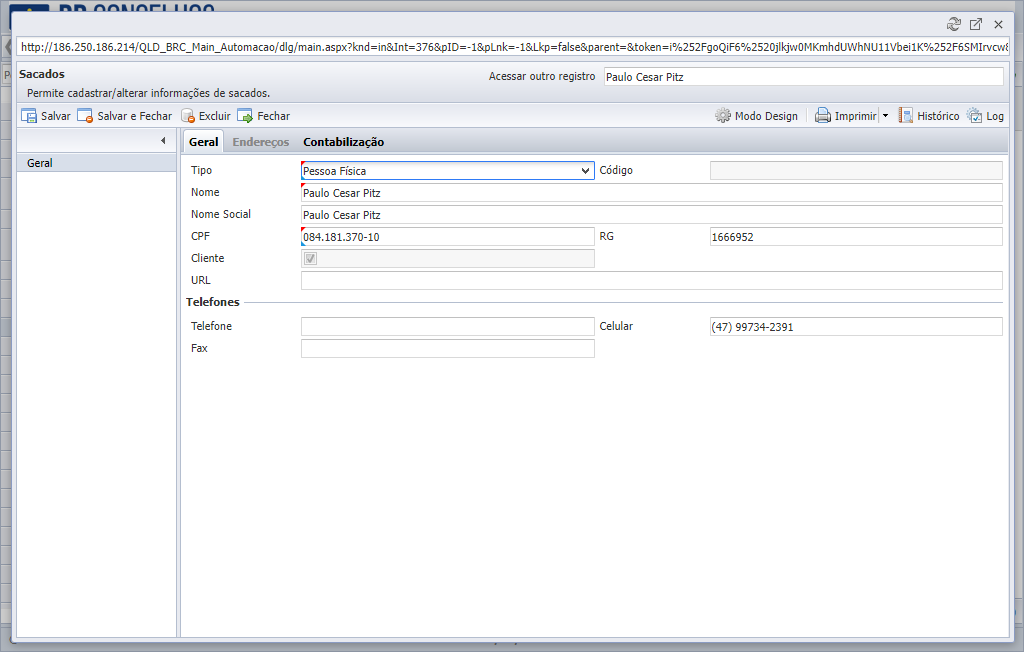 http://186.250.186.214/QLD_BRC_Main_Automacao/dlg/main.aspx?knd=in&Int=376&pID=-1&pLnk=-1&Lkp=false&parent=&token=i%252FgoQiF6%2520jlkjw0MKmhdUWhNU11Vbei1K%252F6SMIrvcw&
Sacados Acessar outro registro Paulo Cesar Pitz
Permite cadastrar/alterar informações de sacados.
Salvar Salvar e Fechar Excluir Fechar Modo Design Imprimir Histórico Log
Geral Endereços Contabilização
Geral
Tipo Pessoa Física Código
Nome Paulo Cesar Pitz
Nome Social Paulo Cesar Pitz
CPF 084.181.370-10 RG 1666952
Cliente
URL
Telefones
Telefone Celular (47) 99734-2391
Fax